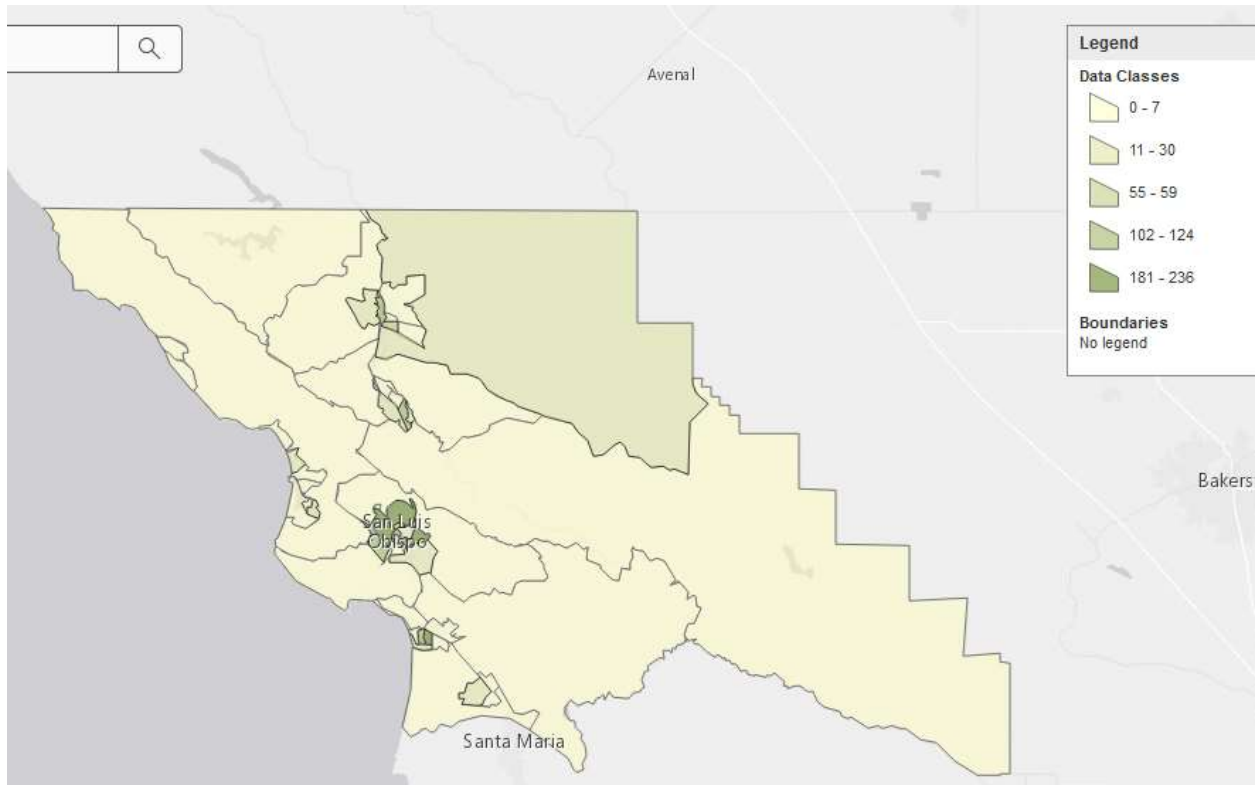 Avenal
San Luis
Obispo
Santa Maria
Bakers
Legend
Data Classes
0 - 7
11 - 30
55 - 59
102 - 124
181 - 236
Boundaries
No legend